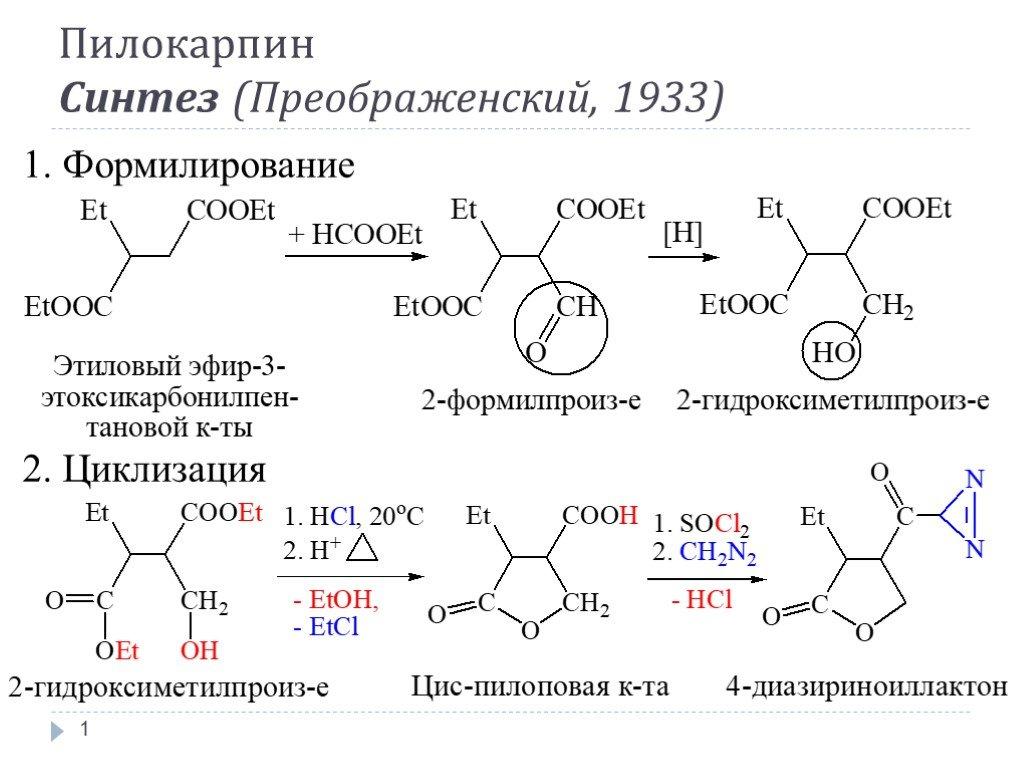 Пилокарпин
Синтез (Преображенский, 1933)
1. Формилирование
Et COOEt + HCOOEt Et COOEt [H] Et COOEt
EtOOC EtOOC CH EtOOC CH2
O HO
Этиловый эфир-3-
этоксикарбонилпен-
тановой к-ты
2-формилпроиз-е 2-гидроксиметилпроиз-е
2. Циклизация
Et COOEt 1. HCl, 20°C Et COOH 1. SOCl2 Et O C N
2. H+ 2. CH2N2 N
O C CH2 - EtOH, O C CH2 - HCl O C
OEt OH - EtCl O O
2-гидроксиметилпроиз-е Цис-пилоповая к-та 4-диазириноиллактон
1